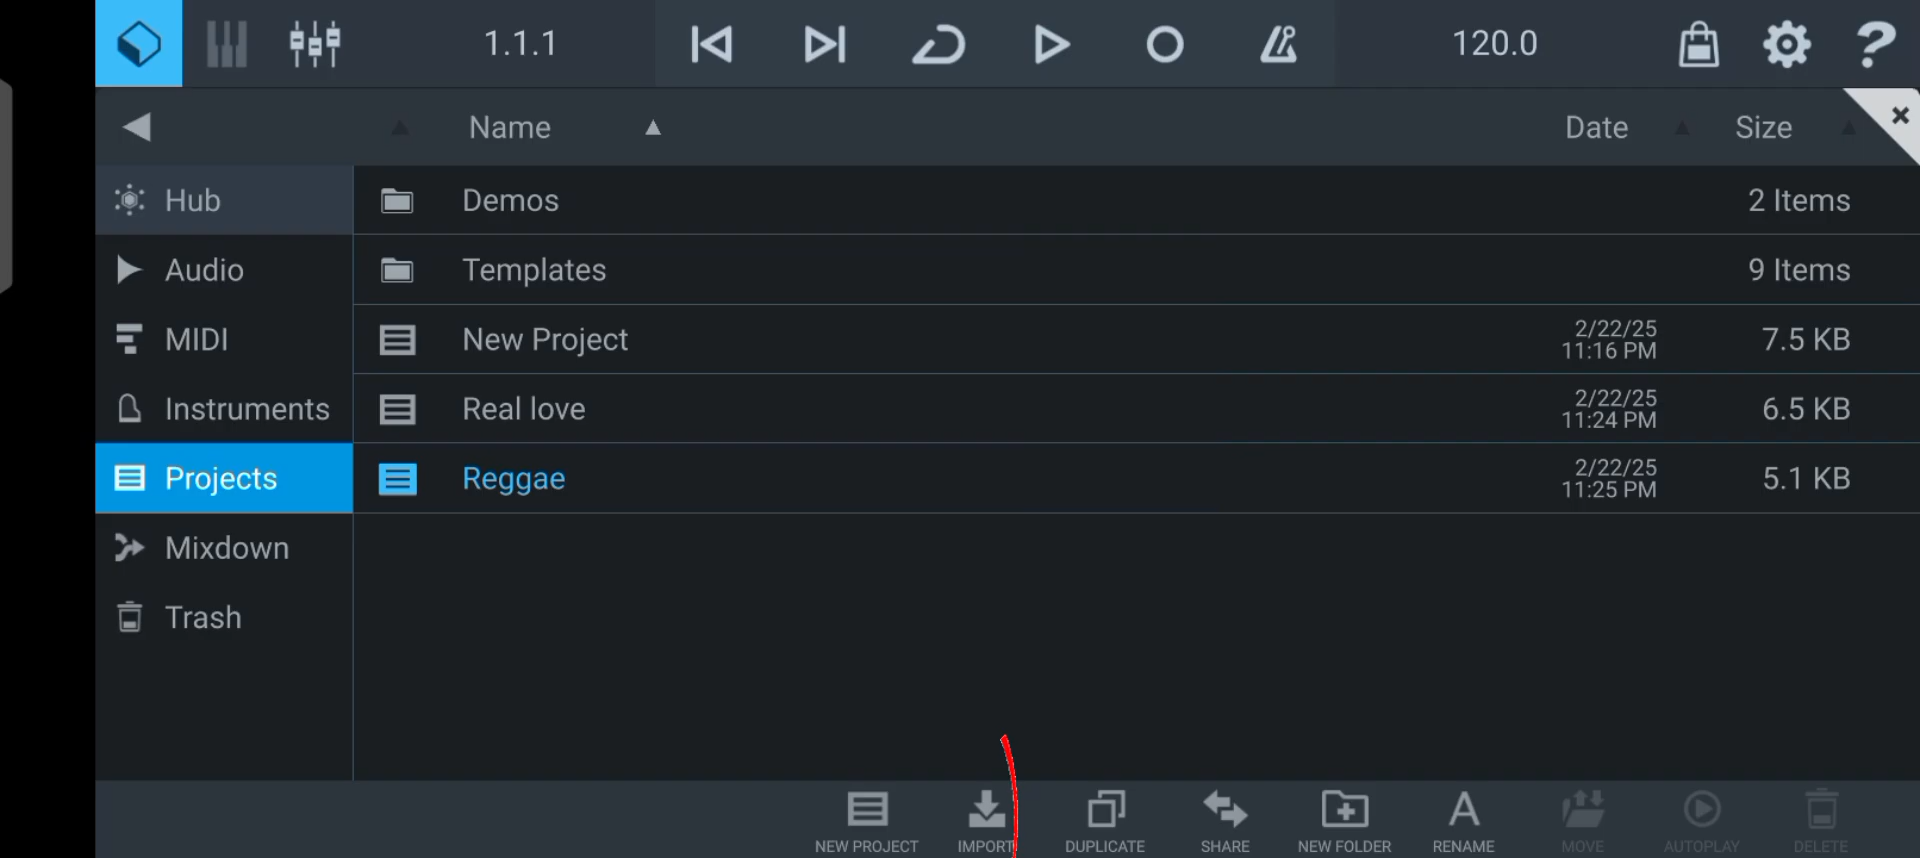 1.1.1
120.0
?
Name
Date
Size
Hub
Demos
2 Items
Audio
Templates
9 Items
MIDI
New Project
2/22/25
11:16 PM
7.5 KB
Instruments
Real love
2/22/25
11:24 PM
6.5 KB
Projects
Reggae
2/22/25
11:25 PM
5.1 KB
Mixdown
Trash
NEW PROJECT
IMPORT
DUPLICATE
SHARE
NEW FOLDER
A
RENAME
MOVE
AUTOPLAY
DELETE